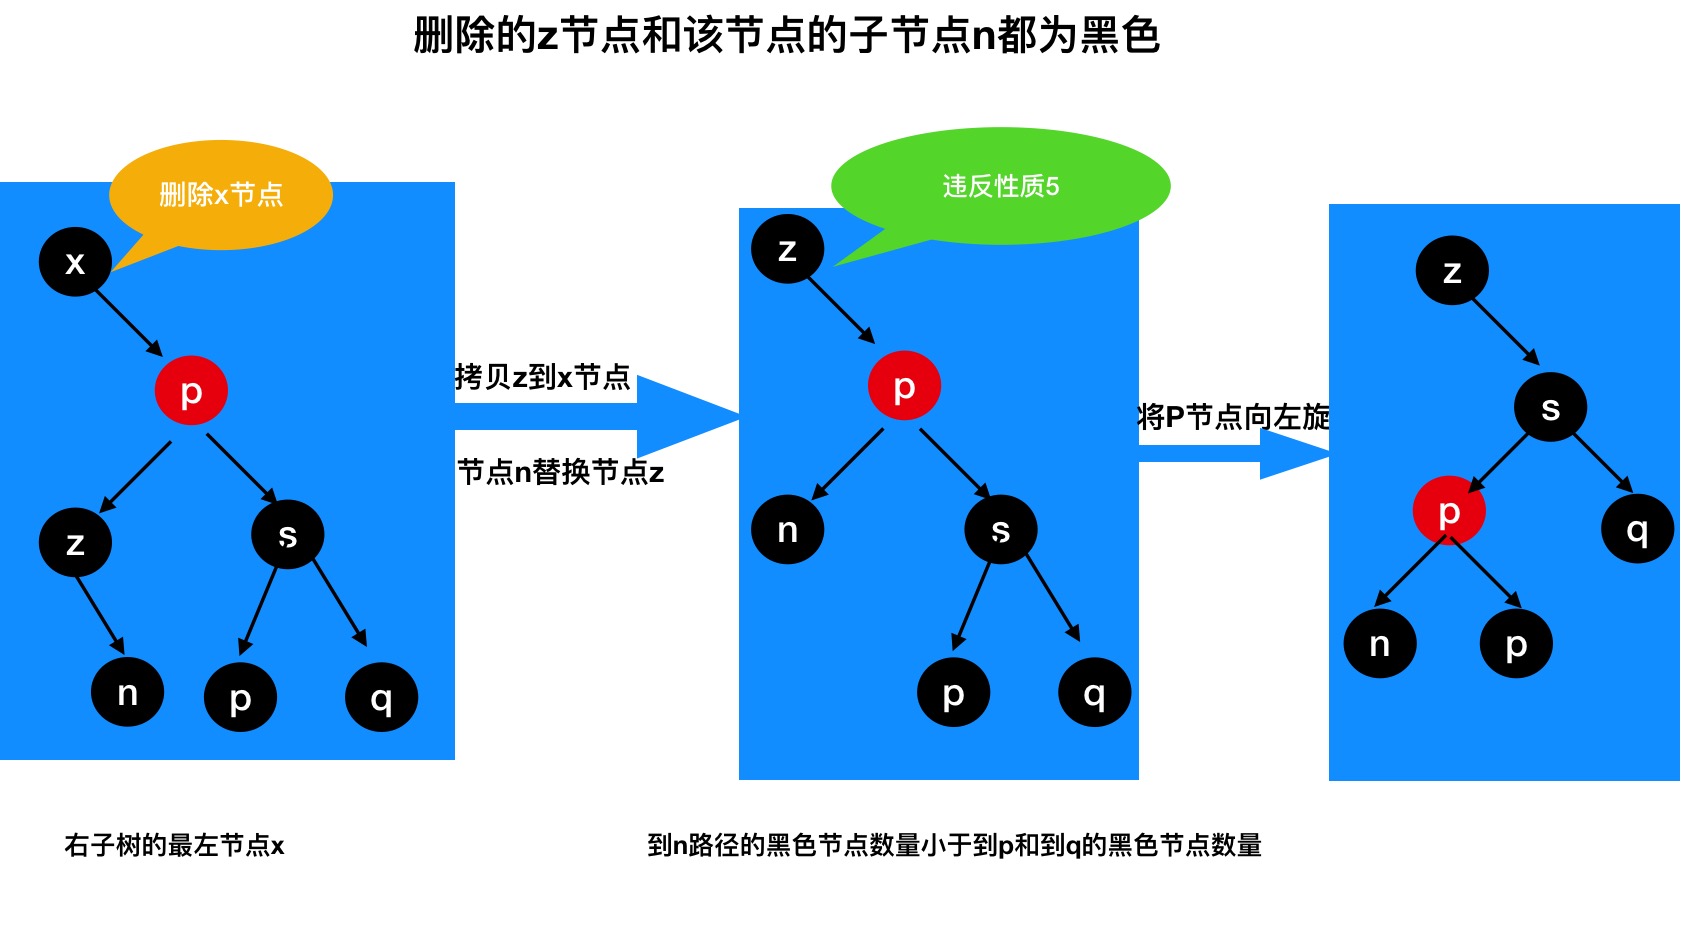 删除的z节点和该节点的子节点n都为黑色
删除x节点
x
p
z
s
n
p
q
拷贝z到x节点
节点n替换节点z
违反性质5
z
p
n
s
p
q
将P节点向左旋
z
s
p
q
n
p
右子树的最左节点x
到n路径的黑色节点数量小于到p和到q的黑色节点数量